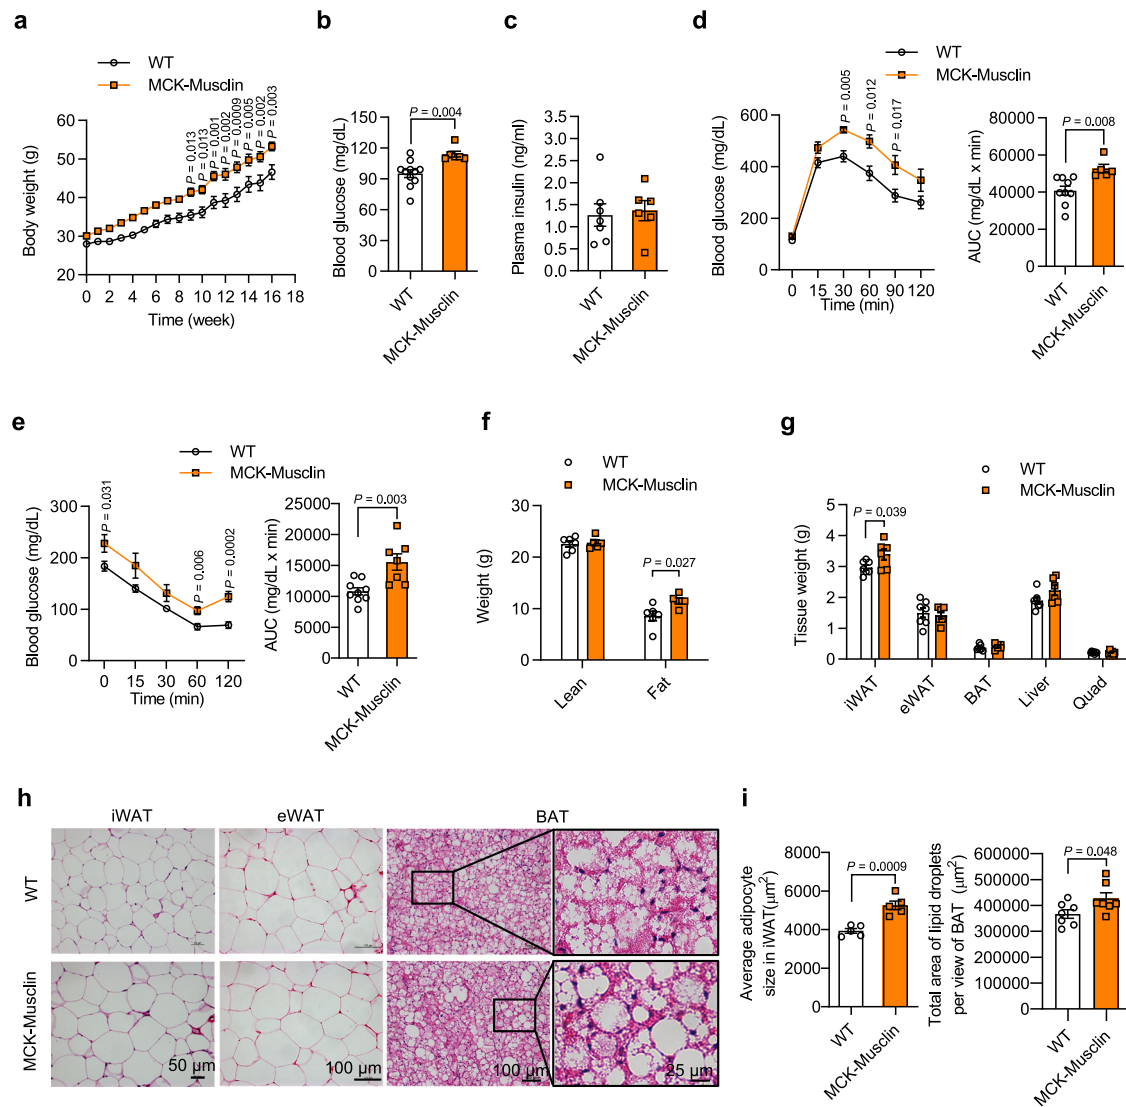 a
WT
MCK-Musclin
Body weight (g)
60
50
40
30
20
P = 0.013
P = 0.013
P = 0.001
P = 0.002
P = 0.0009
P = 0.005
P = 0.002
P = 0.003
0 2 4 6 8 10 12 14 16 18
Time (week)
b
Blood glucose (mg/dL)
150
120
90
60
30
0
P = 0.004
WT
MCK-Musclin
c
Plasma insulin (ng/ml)
3.5
3.0
2.5
2.0
1.5
1.0
0.5
0.0
WT
MCK-Musclin
d
WT
MCK-Musclin
Blood glucose (mg/dL)
600
400
200
0
P = 0.005
P = 0.012
P = 0.017
0 15 30 60 90 120
Time (min)
AUC (mg/dL x min)
80000
60000
40000
20000
0
P = 0.008
WT
MCK-Musclin
e
WT
MCK-Musclin
Blood glucose (mg/dL)
300
200
100
0
P = 0.031
P = 0.006
P = 0.0002
0 15 30 60 120
Time (min)
AUC (mg/dL x min)
25000
20000
15000
10000
5000
0
P = 0.003
WT
MCK-Musclin
f
WT
MCK-Musclin
Weight (g)
30
20
10
0
P = 0.027
Lean
Fat
g
WT
MCK-Musclin
Tissue weight (g)
5
4
3
2
1
0
P = 0.039
iWAT
eWAT
BAT
Liver
Quad
h
iWAT eWAT BAT
WT
MCK-Musclin
50 µm
100 µm
100 µm
25 µm
i
Average adipocyte
size in iWAT(µm²)
8000
6000
4000
2000
0
P = 0.0009
WT
MCK-Musclin
Total area of lipid droplets
per view of BAT (µm²)
600000
500000
400000
300000
200000
100000
0
P = 0.048
WT
MCK-Musclin